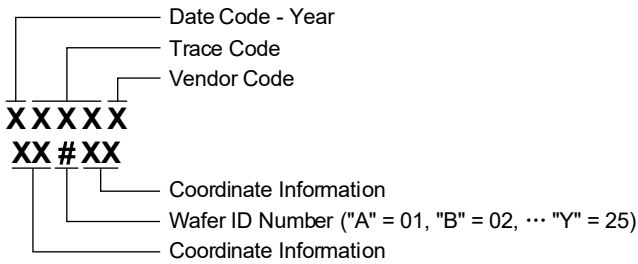 Date Code - Year
Trace Code
Vendor Code
XXXXX
XX # XX
Coordinate Information
Wafer ID Number ("A" = 01, "B" = 02, ··· "Y" = 25)
Coordinate Information